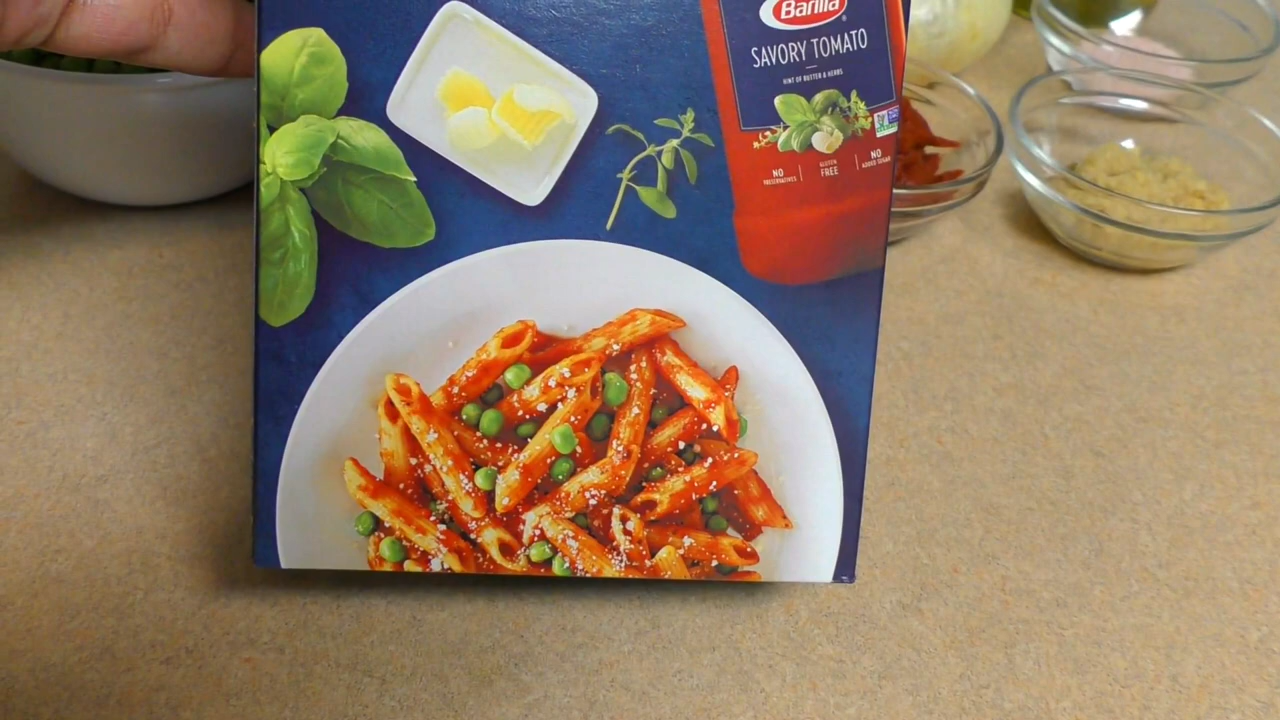 Barilla
SAVORY TOMATO
HINT OF BUTTER & HERBS
NO
PRESERVATIVES
GLUTEN
FREE
NO
ADDED SUGAR